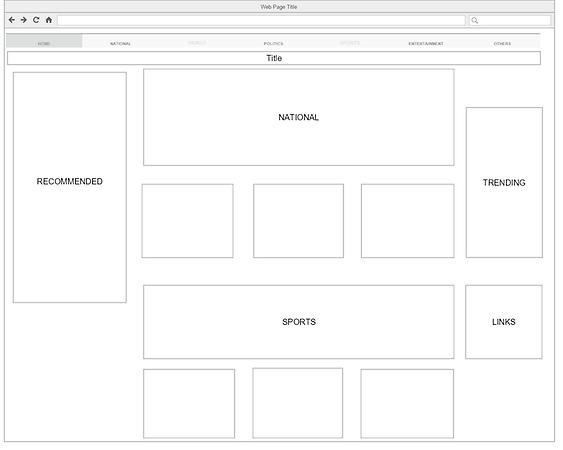 Web Page Title
HOME
NATIONAL
WORLD
POLITICS
SPORTS
ENTERTAINMENT
OTHERS
Title
NATIONAL
RECOMMENDED
TRENDING
SPORTS
LINKS